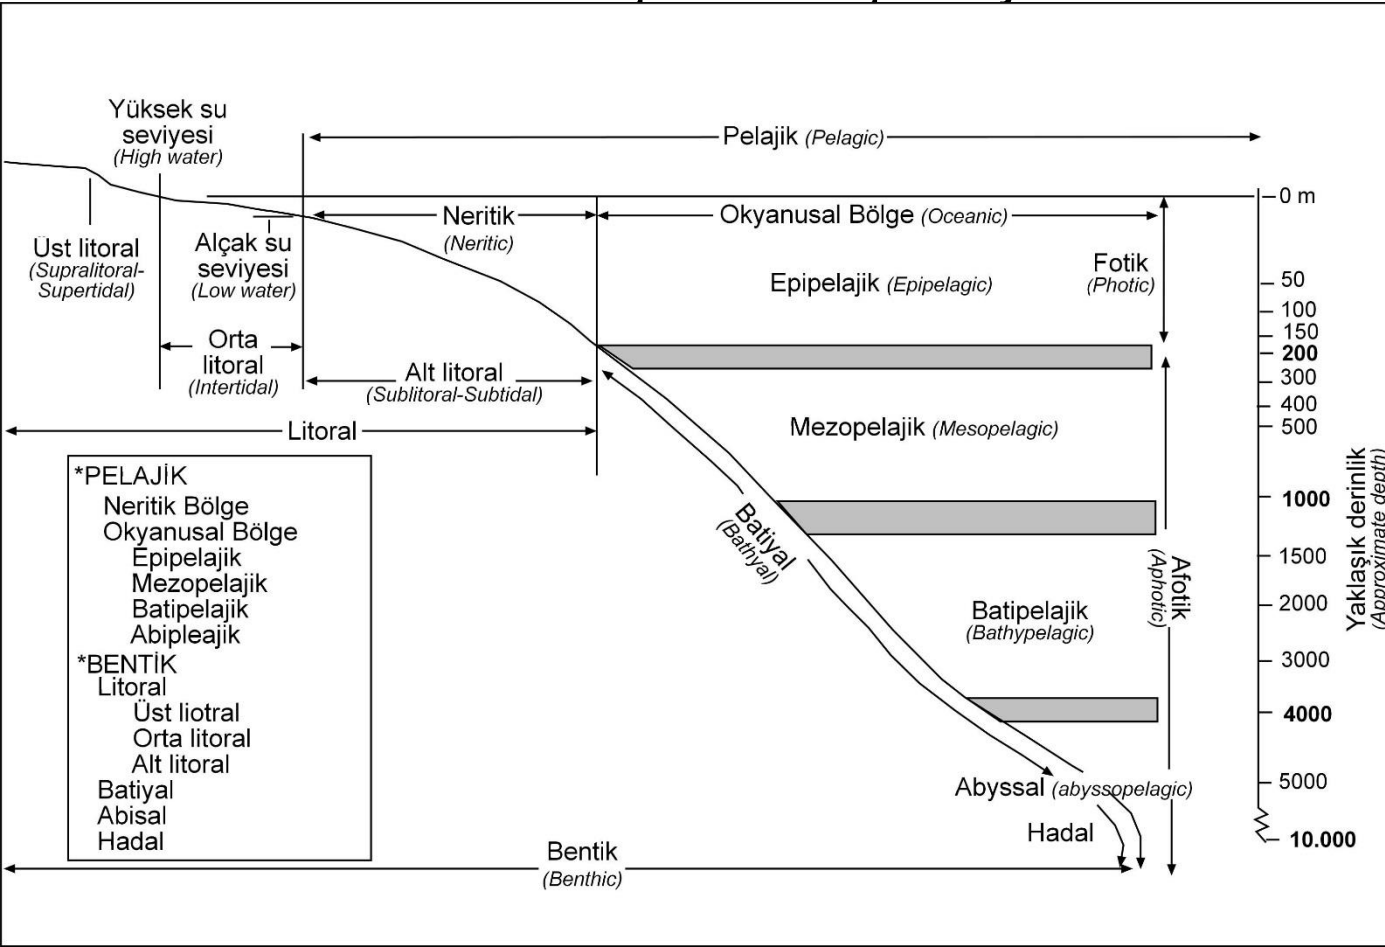 Yüksek su
seviyesi
(High water)
Pelajik (Pelagic)
0 m
Neritik
(Neritic)
Okyanusal Bölge (Oceanic)
Üst litoral
(Supralitoral-
Supertidal)
Alçak su
seviyesi
(Low water)
Epipelajik (Epipelagic)
Fotik
(Photic)
50
100
150
200
300
400
500
1000
1500
2000
3000
4000
5000
10.000
Yaklaşık derinlik
(Approximate depth)
Orta
litoral
(Intertidal)
Alt litoral
(Sublitoral-Subtidal)
Litoral
Mezopelajik (Mesopelagic)
Batiyal
(Bathyal)
Afotik
(Aphotic)
Batipelajik
(Bathypelagic)
Abyssal (abyssopelagic)
Hadal
Bentik
(Benthic)
*PELAJİK
Neritik Bölge
Okyanusal Bölge
Epipelajik
Mezopelajik
Batipelajik
Abipleajik
*BENTİK
Litoral
Üst liotral
Orta litoral
Alt litoral
Batiyal
Abisal
Hadal